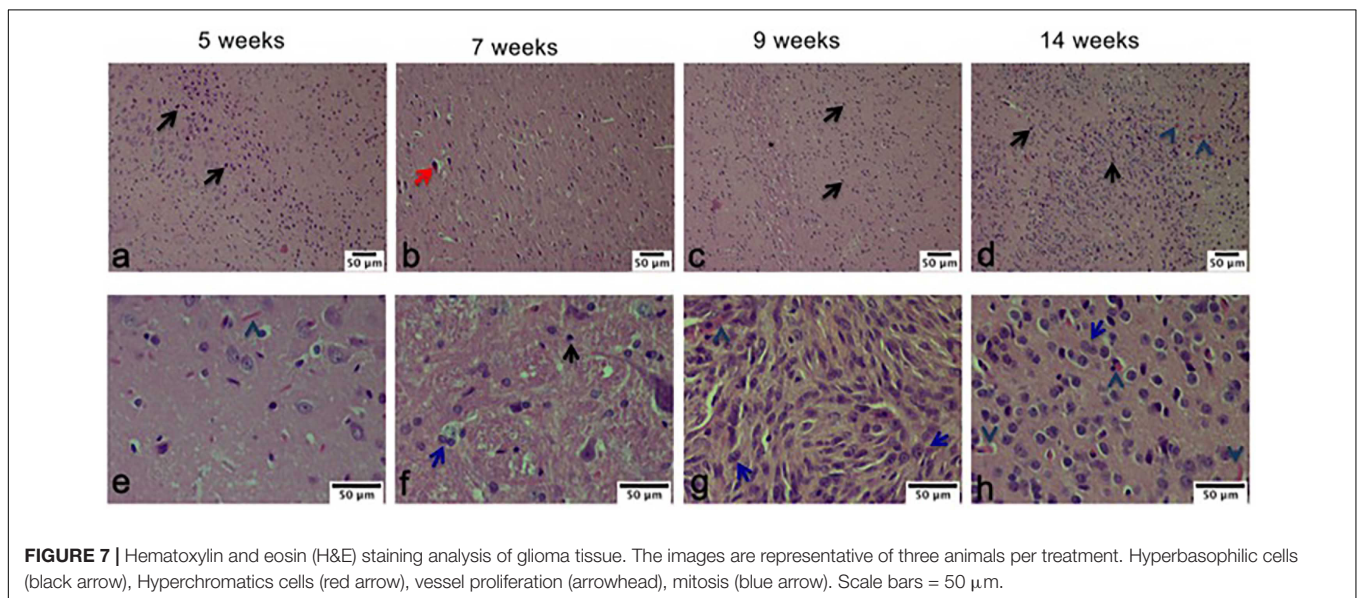 5 weeks 7 weeks 9 weeks 14 weeks
a 50 µm b 50 µm c 50 µm d 50 µm
e 50 µm f 50 µm g 50 µm h 50 µm
FIGURE 7 | Hematoxylin and eosin (H&E) staining analysis of glioma tissue. The images are representative of three animals per treatment. Hyperbasophilic cells
(black arrow), Hyperchromatics cells (red arrow), vessel proliferation (arrowhead), mitosis (blue arrow). Scale bars = 50 µm.